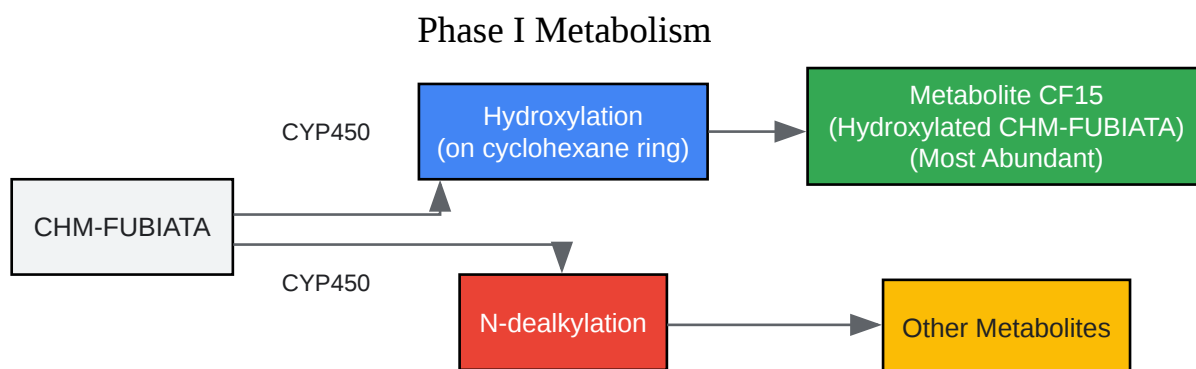 Phase I Metabolism
CYP450
Hydroxylation
(on cyclohexane ring)
Metabolite CF15
(Hydroxylated CHM-FUBIATA)
(Most Abundant)
CHM-FUBIATA
CYP450
N-dealkylation
Other Metabolites